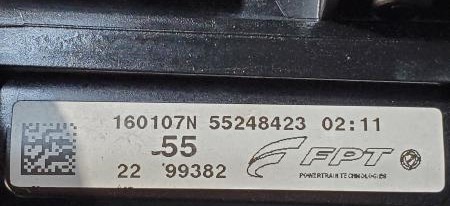 160107N 55248423 02:11
-55
22 99382
FPT
POWERTRAIN TECHNOLOGIES